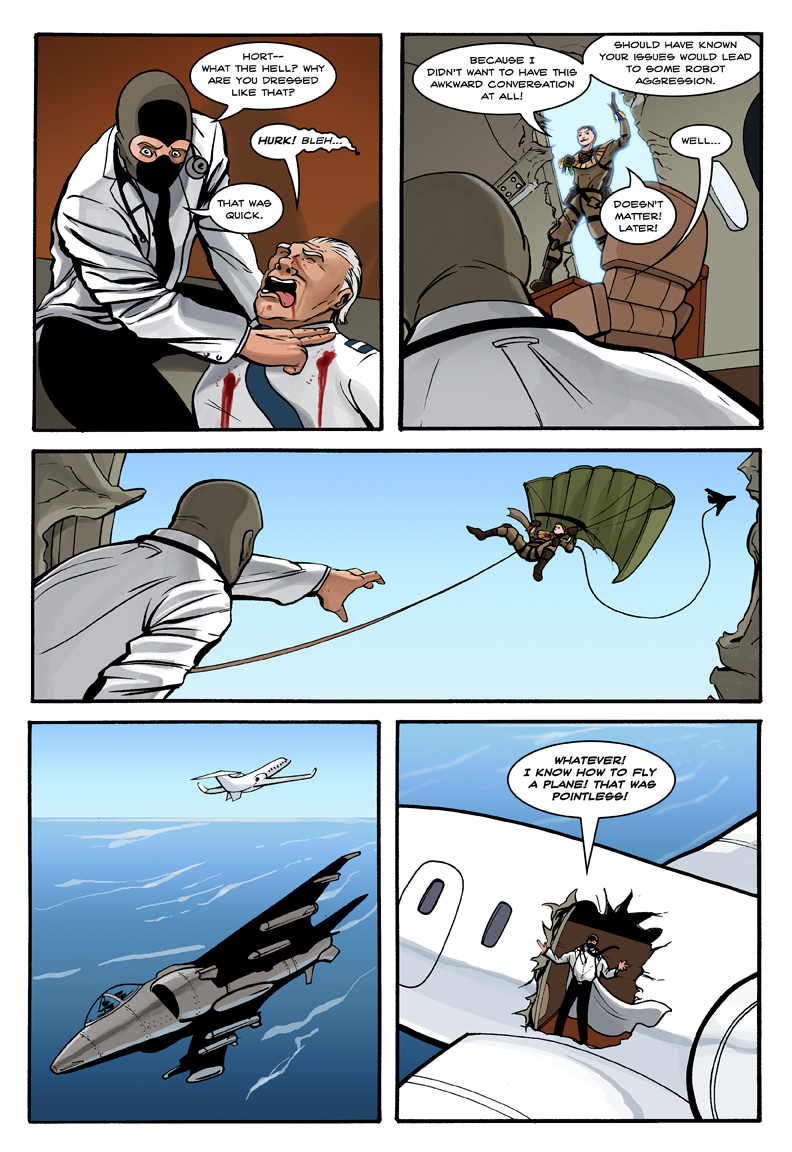 HORT--
WHAT THE HELL? WHY
ARE YOU DRESSED
LIKE THAT?
HURK! BLEH...
THAT WAS
QUICK.
BECAUSE I
DIDN'T WANT TO HAVE THIS
AWKWARD CONVERSATION
AT ALL!
SHOULD HAVE KNOWN
YOUR ISSUES WOULD LEAD
TO SOME ROBOT
AGGRESSION.
WELL...
DOESN'T
MATTER!
LATER!
WHATEVER!
I KNOW HOW TO FLY
A PLANE! THAT WAS
POINTLESS!